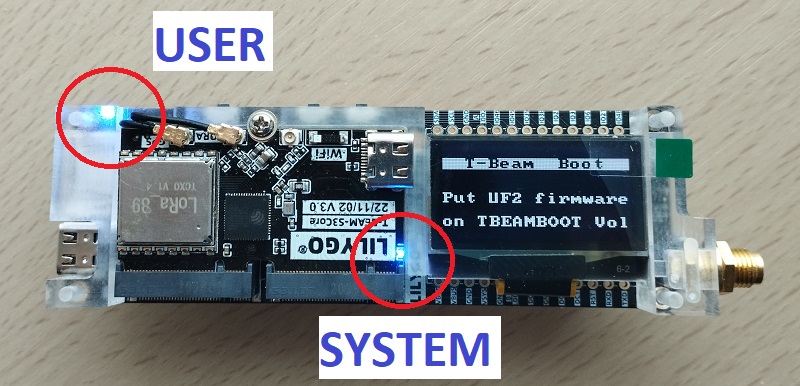 USER
T-Beam Boot
Put UF2 firmware
on TBEAMBOOT Vol
WiFi
LoRa 89
TCXO V1.4
22/11/02 V3.0
T-BEAM-S3Core
LILYGO®
6-2
SYSTEM